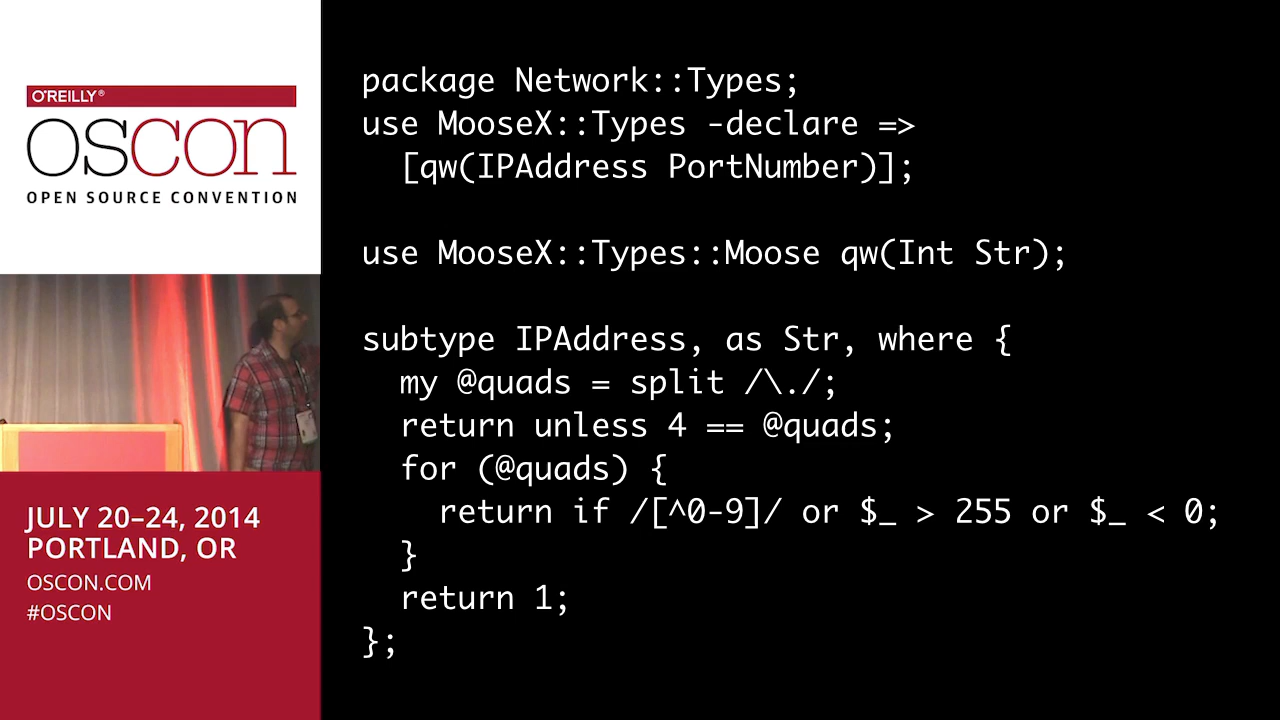 O'REILLY®
OSCON
OPEN SOURCE CONVENTION
JULY 20–24, 2014
PORTLAND, OR
OSCON.COM
#OSCON
package Network::Types;
use MooseX::Types -declare =>
  [qw(IPAddress PortNumber)];
use MooseX::Types::Moose qw(Int Str);
subtype IPAddress, as Str, where {
  my @quads = split /\./;
  return unless 4 == @quads;
  for (@quads) {
    return if /[^0-9]/ or $_ > 255 or $_ < 0;
  }
  return 1;
};